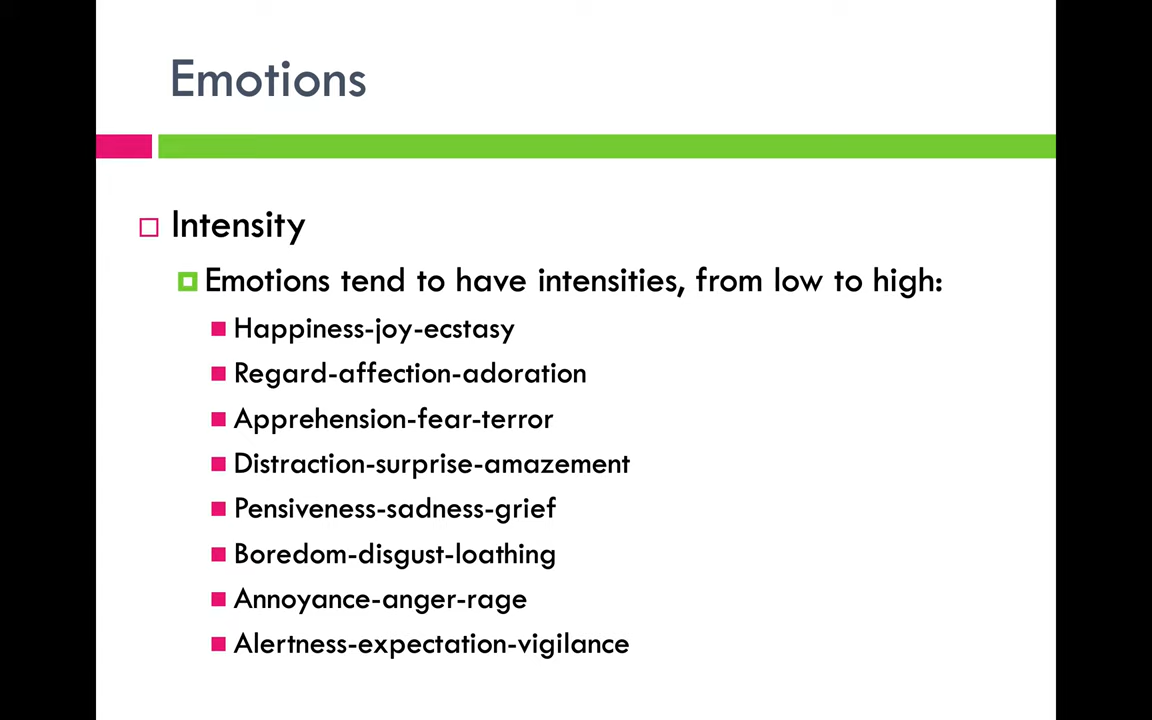 Emotions
Intensity
Emotions tend to have intensities, from low to high:
Happiness-joy-ecstasy
Regard-affection-adoration
Apprehension-fear-terror
Distraction-surprise-amazement
Pensiveness-sadness-grief
Boredom-disgust-loathing
Annoyance-anger-rage
Alertness-expectation-vigilance